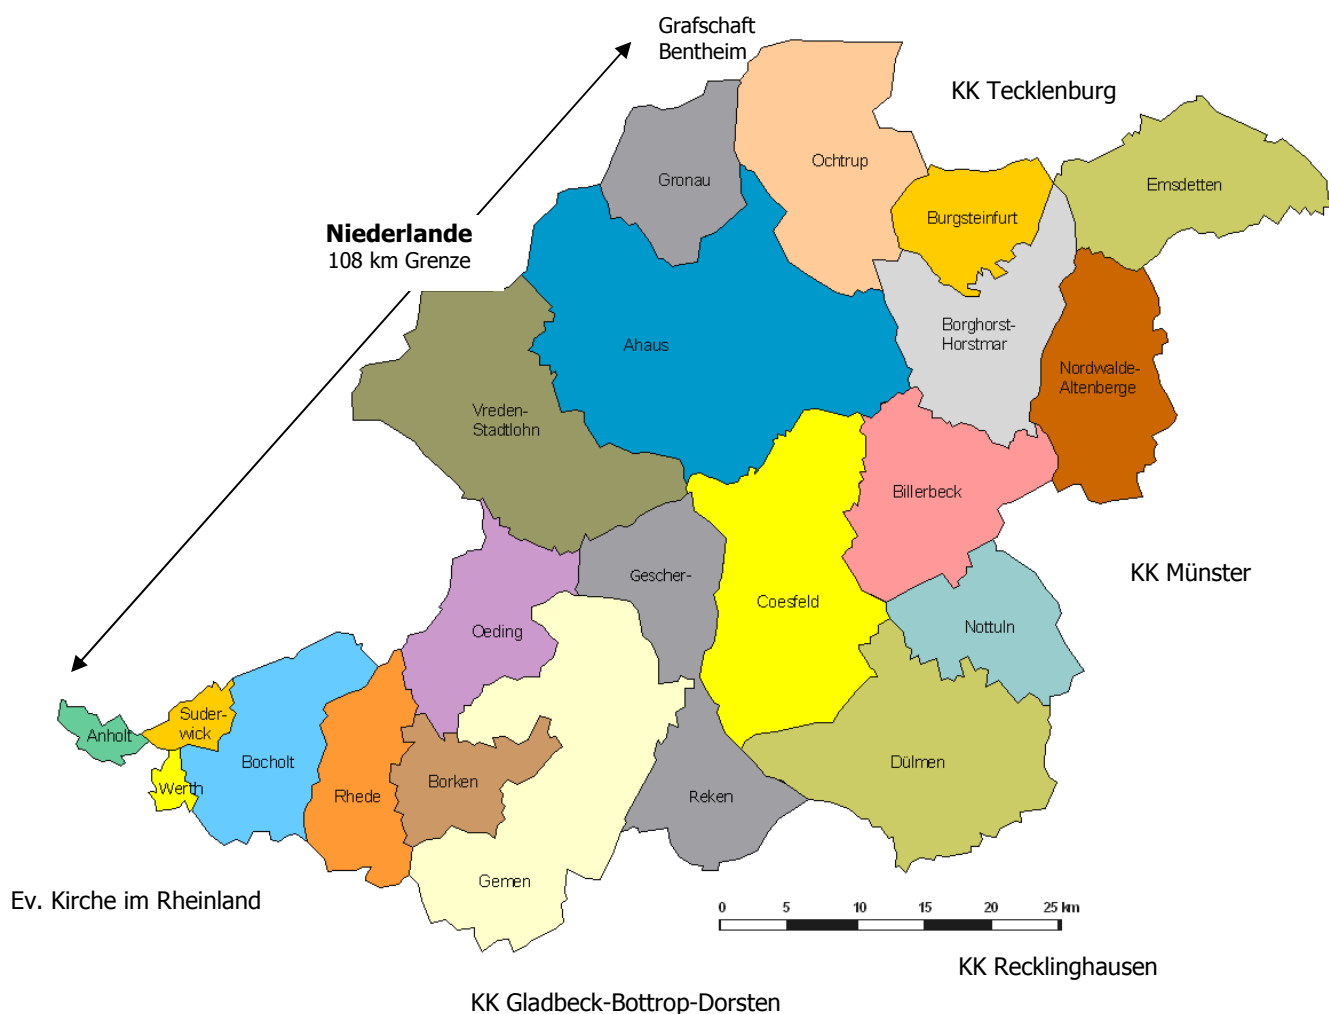 Grafschaft
Bentheim
KK Tecklenburg
Ochtrup
Gronau
Emsdetten
Burgsteinfurt
Niederlande
108 km Grenze
Borghorst-
Horstmar
Ahaus
Nordwalde-
Altenberge
Vreden-
Stadtlohn
Billerbeck
KK Münster
Gescher-
Coesfeld
Nottuln
Oeding
Suder-
wick
Anholt
Bocholt
Dülmen
Werth
Rhede
Borken
Reken
Gemen
Ev. Kirche im Rheinland
0 5 10 15 20 25 km
KK Recklinghausen
KK Gladbeck-Bottrop-Dorsten